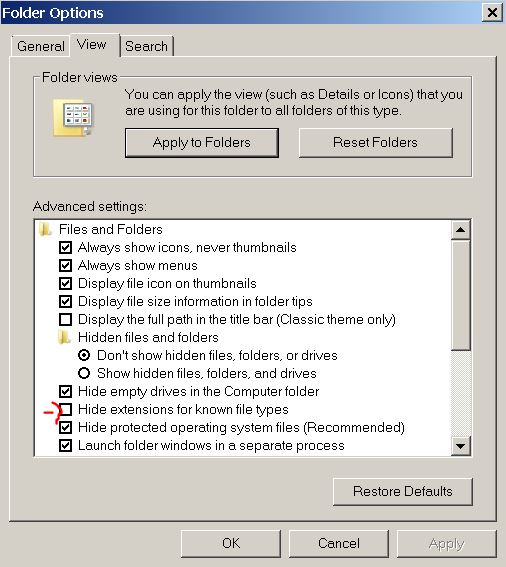 Folder Options
General
View
Search
Folder views
You can apply the view (such as Details or Icons) that you
are using for this folder to all folders of this type.
Apply to Folders
Reset Folders
Advanced settings:
Files and Folders
Always show icons, never thumbnails
Always show menus
Display file icon on thumbnails
Display file size information in folder tips
Display the full path in the title bar (Classic theme only)
Hidden files and folders
Don't show hidden files, folders, or drives
Show hidden files, folders, and drives
Hide empty drives in the Computer folder
Hide extensions for known file types
Hide protected operating system files (Recommended)
Launch folder windows in a separate process
Restore Defaults
OK
Cancel
Apply